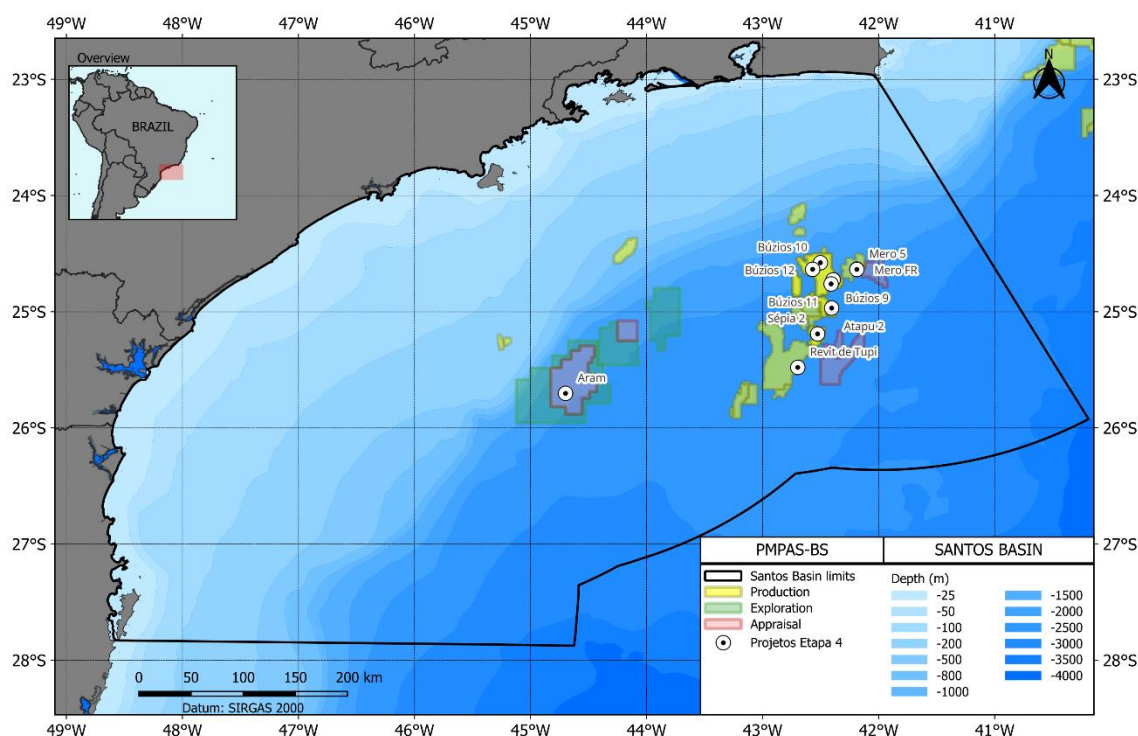 49°W 48°W 47°W 46°W 45°W 44°W 43°W 42°W 41°W
Overview
BRAZIL
N
23°S 23°S
24°S 24°S
Búzios 10
Mero 5
Búzios 12
Mero FR
25°S 25°S
Búzios 11
Búzios 9
Sépia 2
Atapu 2
Revit de Tupi
Aram
26°S 26°S
27°S 27°S
28°S 28°S
PMPAS-BS SANTOS BASIN
Santos Basin limits
Production
Exploration
Appraisal
Projetos Etapa 4
Depth (m)
-25 -1500
-50 -2000
-100 -2500
-200 -3000
-500 -3500
-800 -4000
-1000
0 50 100 150 200 km
Datum: SIRGAS 2000
49°W 48°W 47°W 46°W 45°W 44°W 43°W 42°W 41°W